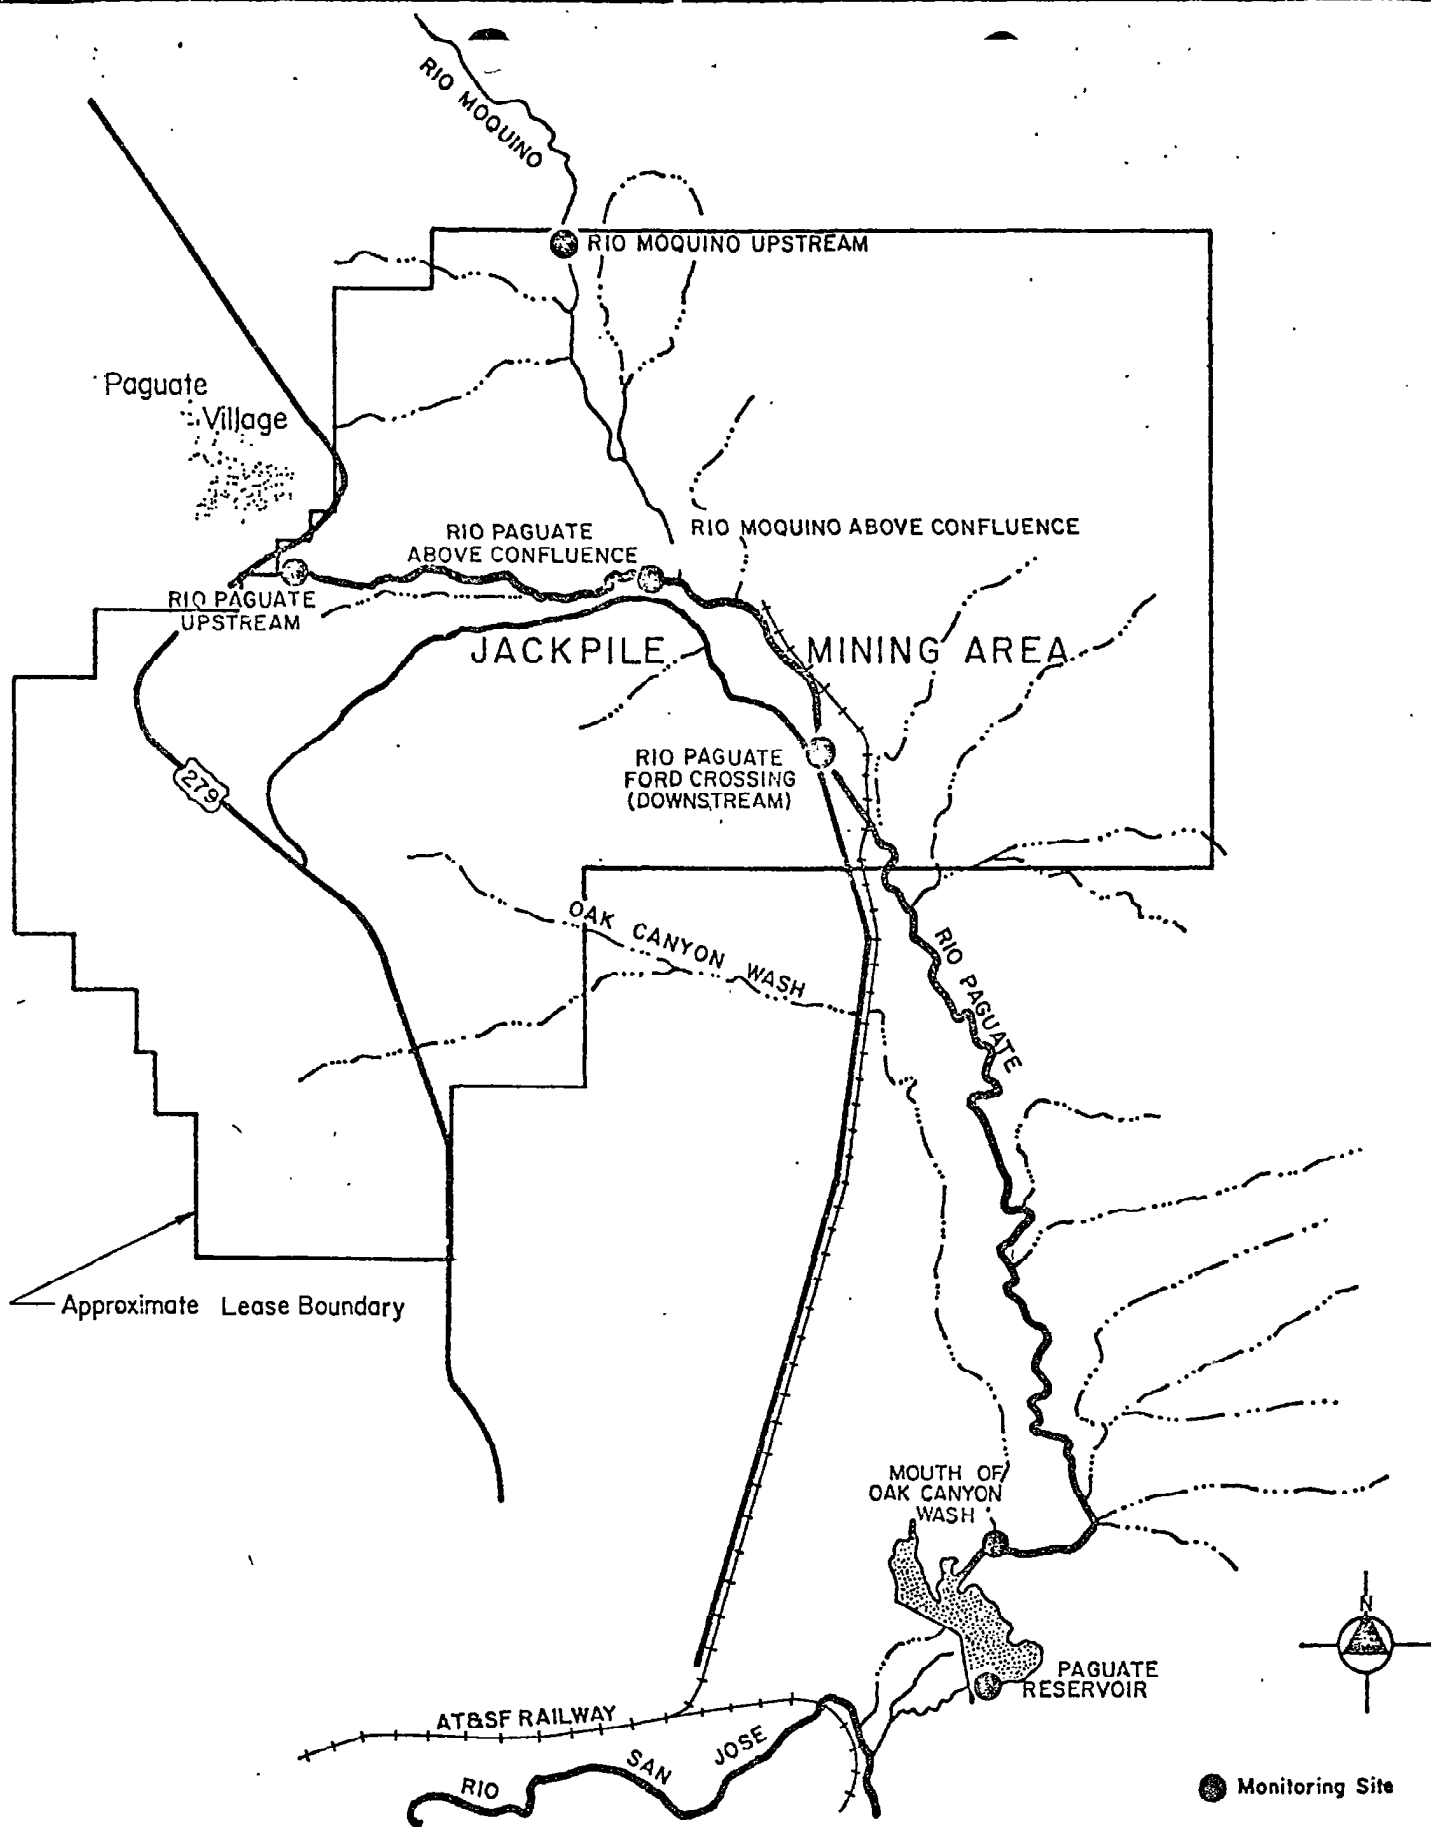 RIO MOQUINO
RIO MOQUINO UPSTREAM
Paguate
Village
RIO PAGUATE
ABOVE CONFLUENCE
RIO MOQUINO ABOVE CONFLUENCE
RIO PAGUATE
UPSTREAM
JACKPILE MINING AREA
279
RIO PAGUATE
FORD CROSSING
(DOWNSTREAM)
OAK CANYON WASH
RIO PAGUATE
Approximate Lease Boundary
MOUTH OF
OAK CANYON
WASH
N
PAGUATE
RESERVOIR
AT&SF RAILWAY
RIO SAN JOSE
Monitoring Site